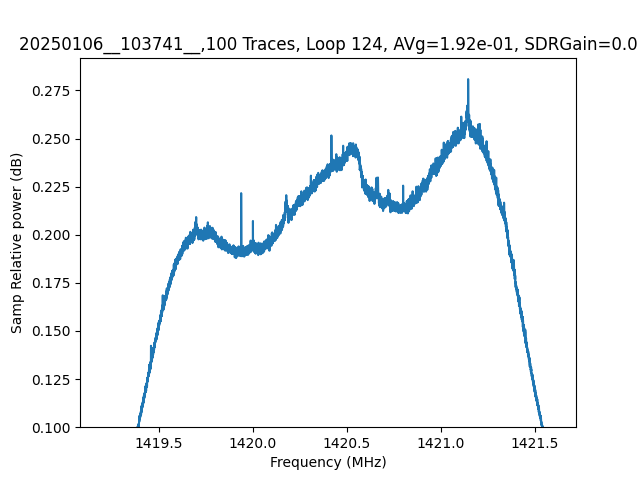 20250106__103741__,100 Traces, Loop 124, AVg=1.92e-01, SDRGain=0.0
0.275
0.250
0.225
0.200
0.175
0.150
0.125
0.100
Samp Relative power (dB)
1419.5 1420.0 1420.5 1421.0 1421.5
Frequency (MHz)